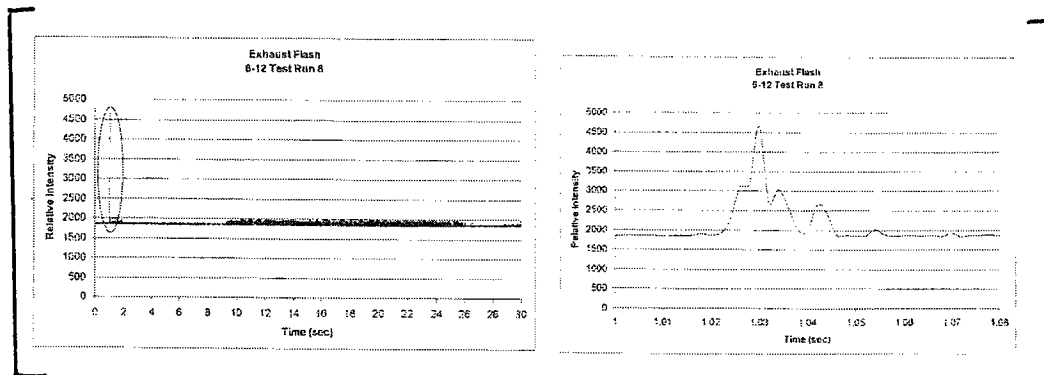 Exhaust Flash
6-12 Test Run 8
5000
4500
4000
3500
3000
2500
2000
1500
1000
500
0
Relative Intensity
0 2 4 6 8 10 12 14 16 18 20 22 24 26 28 30
Time (sec)
Exhaust Flash
6-12 Test Run 8
5000
4500
4000
3500
3000
2500
2000
1500
1000
500
0
Relative Intensity
1 1.01 1.02 1.03 1.04 1.05 1.06 1.07 1.08
Time (sec)